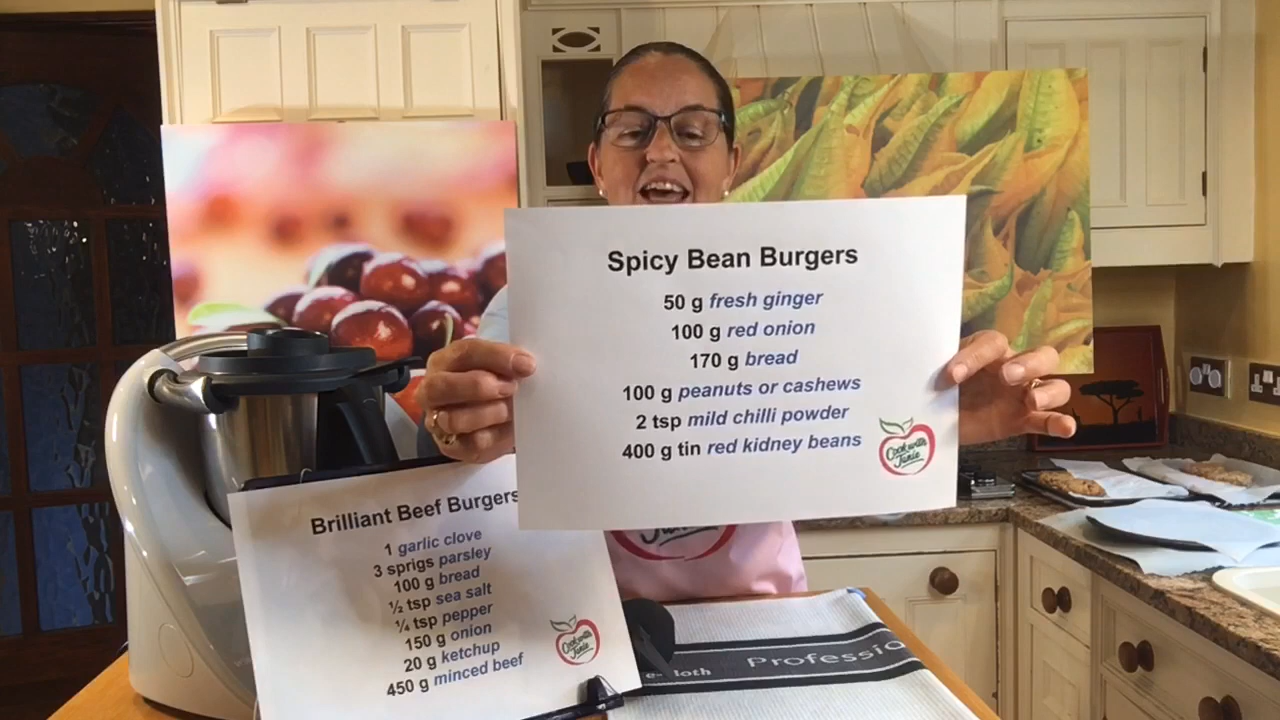 Spicy Bean Burgers
50 g fresh ginger
100 g red onion
170 g bread
100 g peanuts or cashews
2 tsp mild chilli powder
400 g tin red kidney beans
Cook with
Janie
Brilliant Beef Burgers
1 garlic clove
3 sprigs parsley
100 g bread
½ tsp sea salt
¼ tsp pepper
150 g onion
20 g ketchup
450 g minced beef
Cook with
Janie
Professio